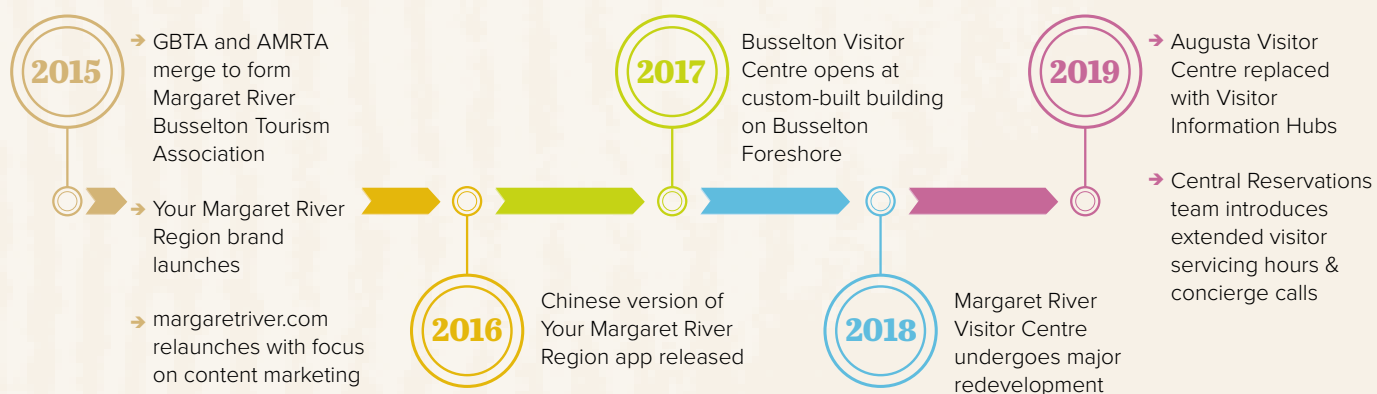 2015
GBTA and AMRTA
merge to form
Margaret River
Busselton Tourism
Association
Your Margaret River
Region brand
launches
margaretriver.com
relaunches with focus
on content marketing
2016
Chinese version of
Your Margaret River
Region app released
2017
Busselton Visitor
Centre opens at
custom-built building
on Busselton
Foreshore
2018
Margaret River
Visitor Centre
undergoes major
redevelopment
2019
Augusta Visitor
Centre replaced
with Visitor
Information Hubs
Central Reservations
team introduces
extended visitor
servicing hours &
concierge calls